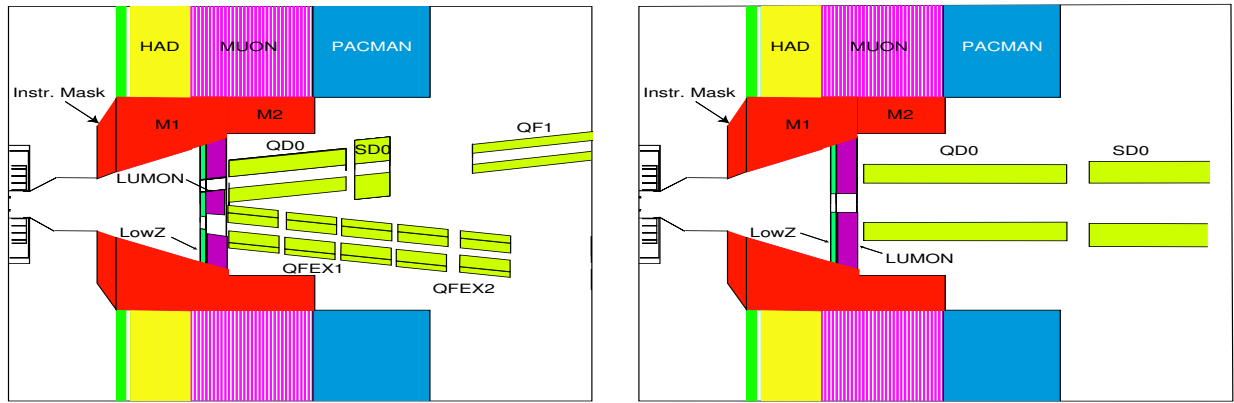 HAD
MUON
PACMAN
Instr. Mask
M1
M2
QD0
SD0
QF1
LUMON
LowZ
QFEX1
QFEX2
HAD
MUON
PACMAN
Instr. Mask
M1
M2
QD0
SD0
LowZ
LUMON